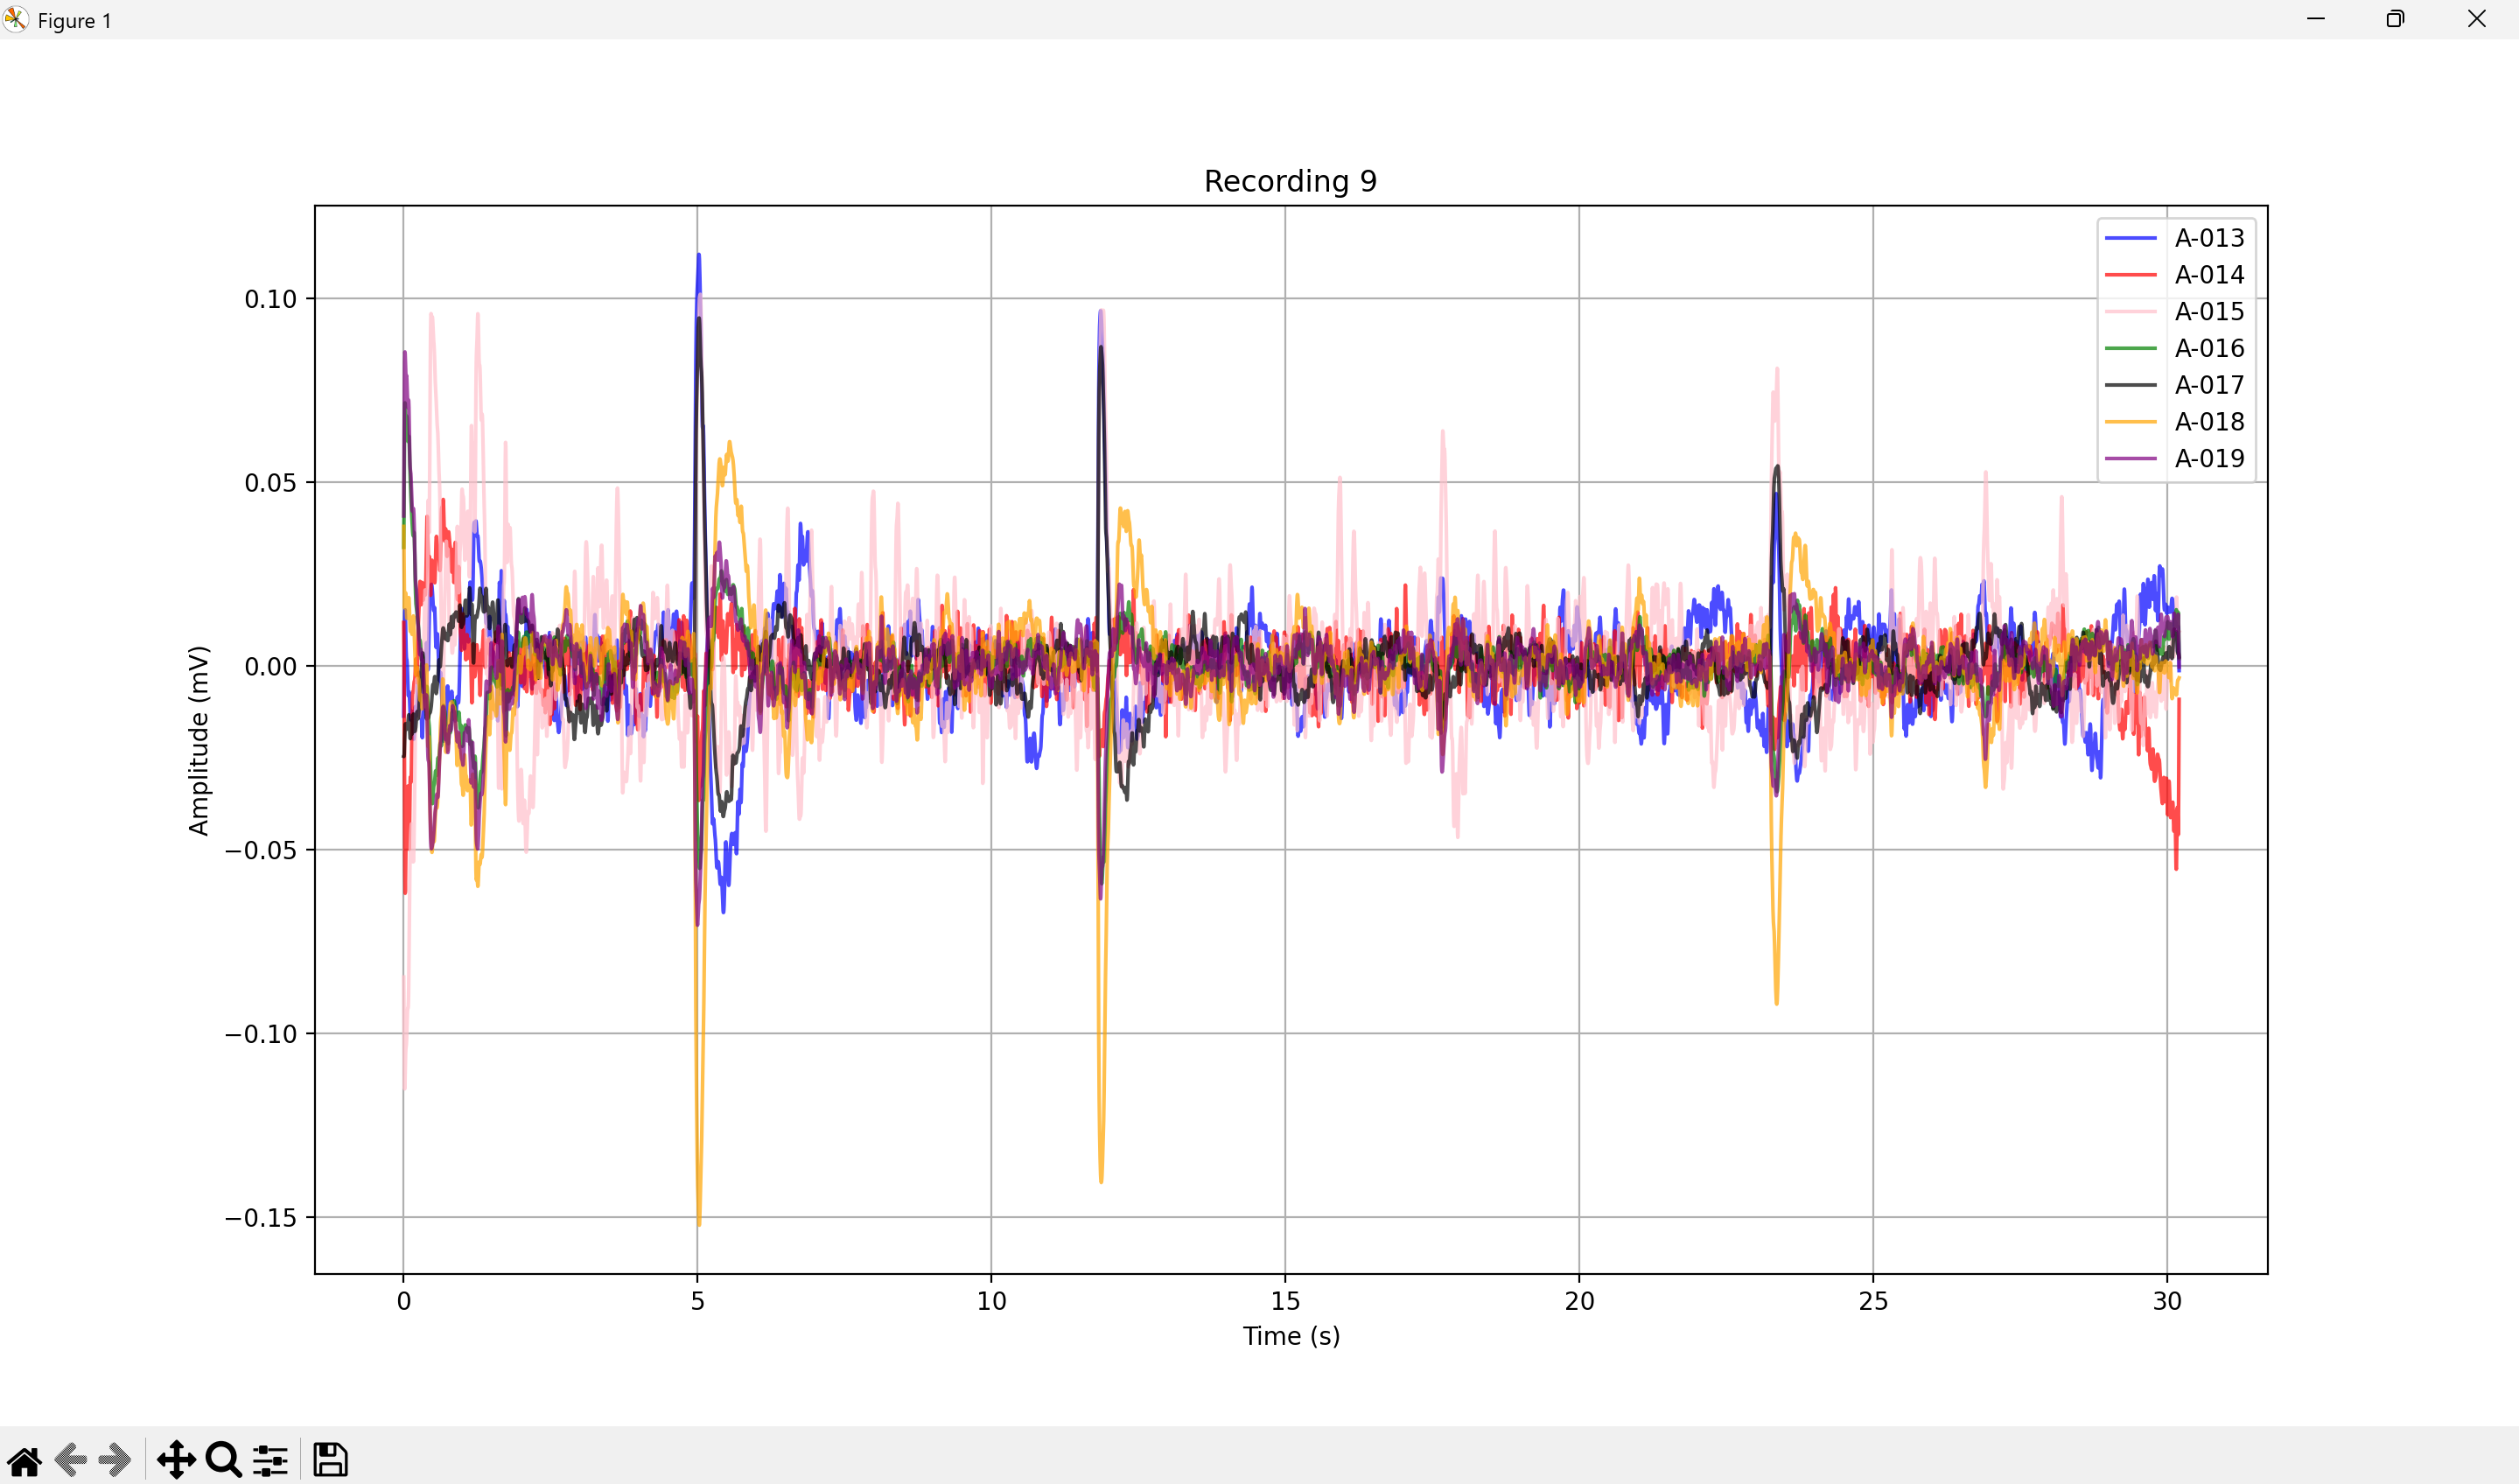 Figure 1
Recording 9
A-013
A-014
A-015
A-016
A-017
A-018
A-019
0.10
0.05
0.00
−0.05
−0.10
−0.15
Amplitude (mV)
0 5 10 15 20 25 30
Time (s)